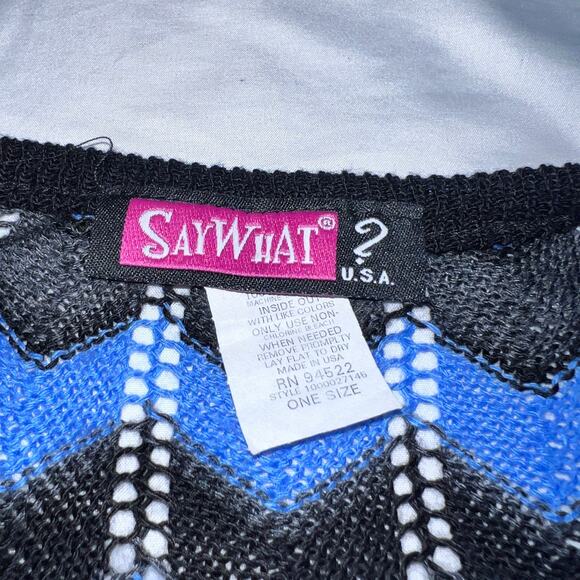 SAYWHAT® ?
U.S.A.
MACHINE
INSIDE OUT
WITH LIKE COLORS
ONLY USE NON-
CHLORINE BLEACH
WHEN NEEDED
REMOVE PROMPTLY
LAY FLAT TO DRY
MADE IN USA
RN 94522
STYLE 1000027146
ONE SIZE